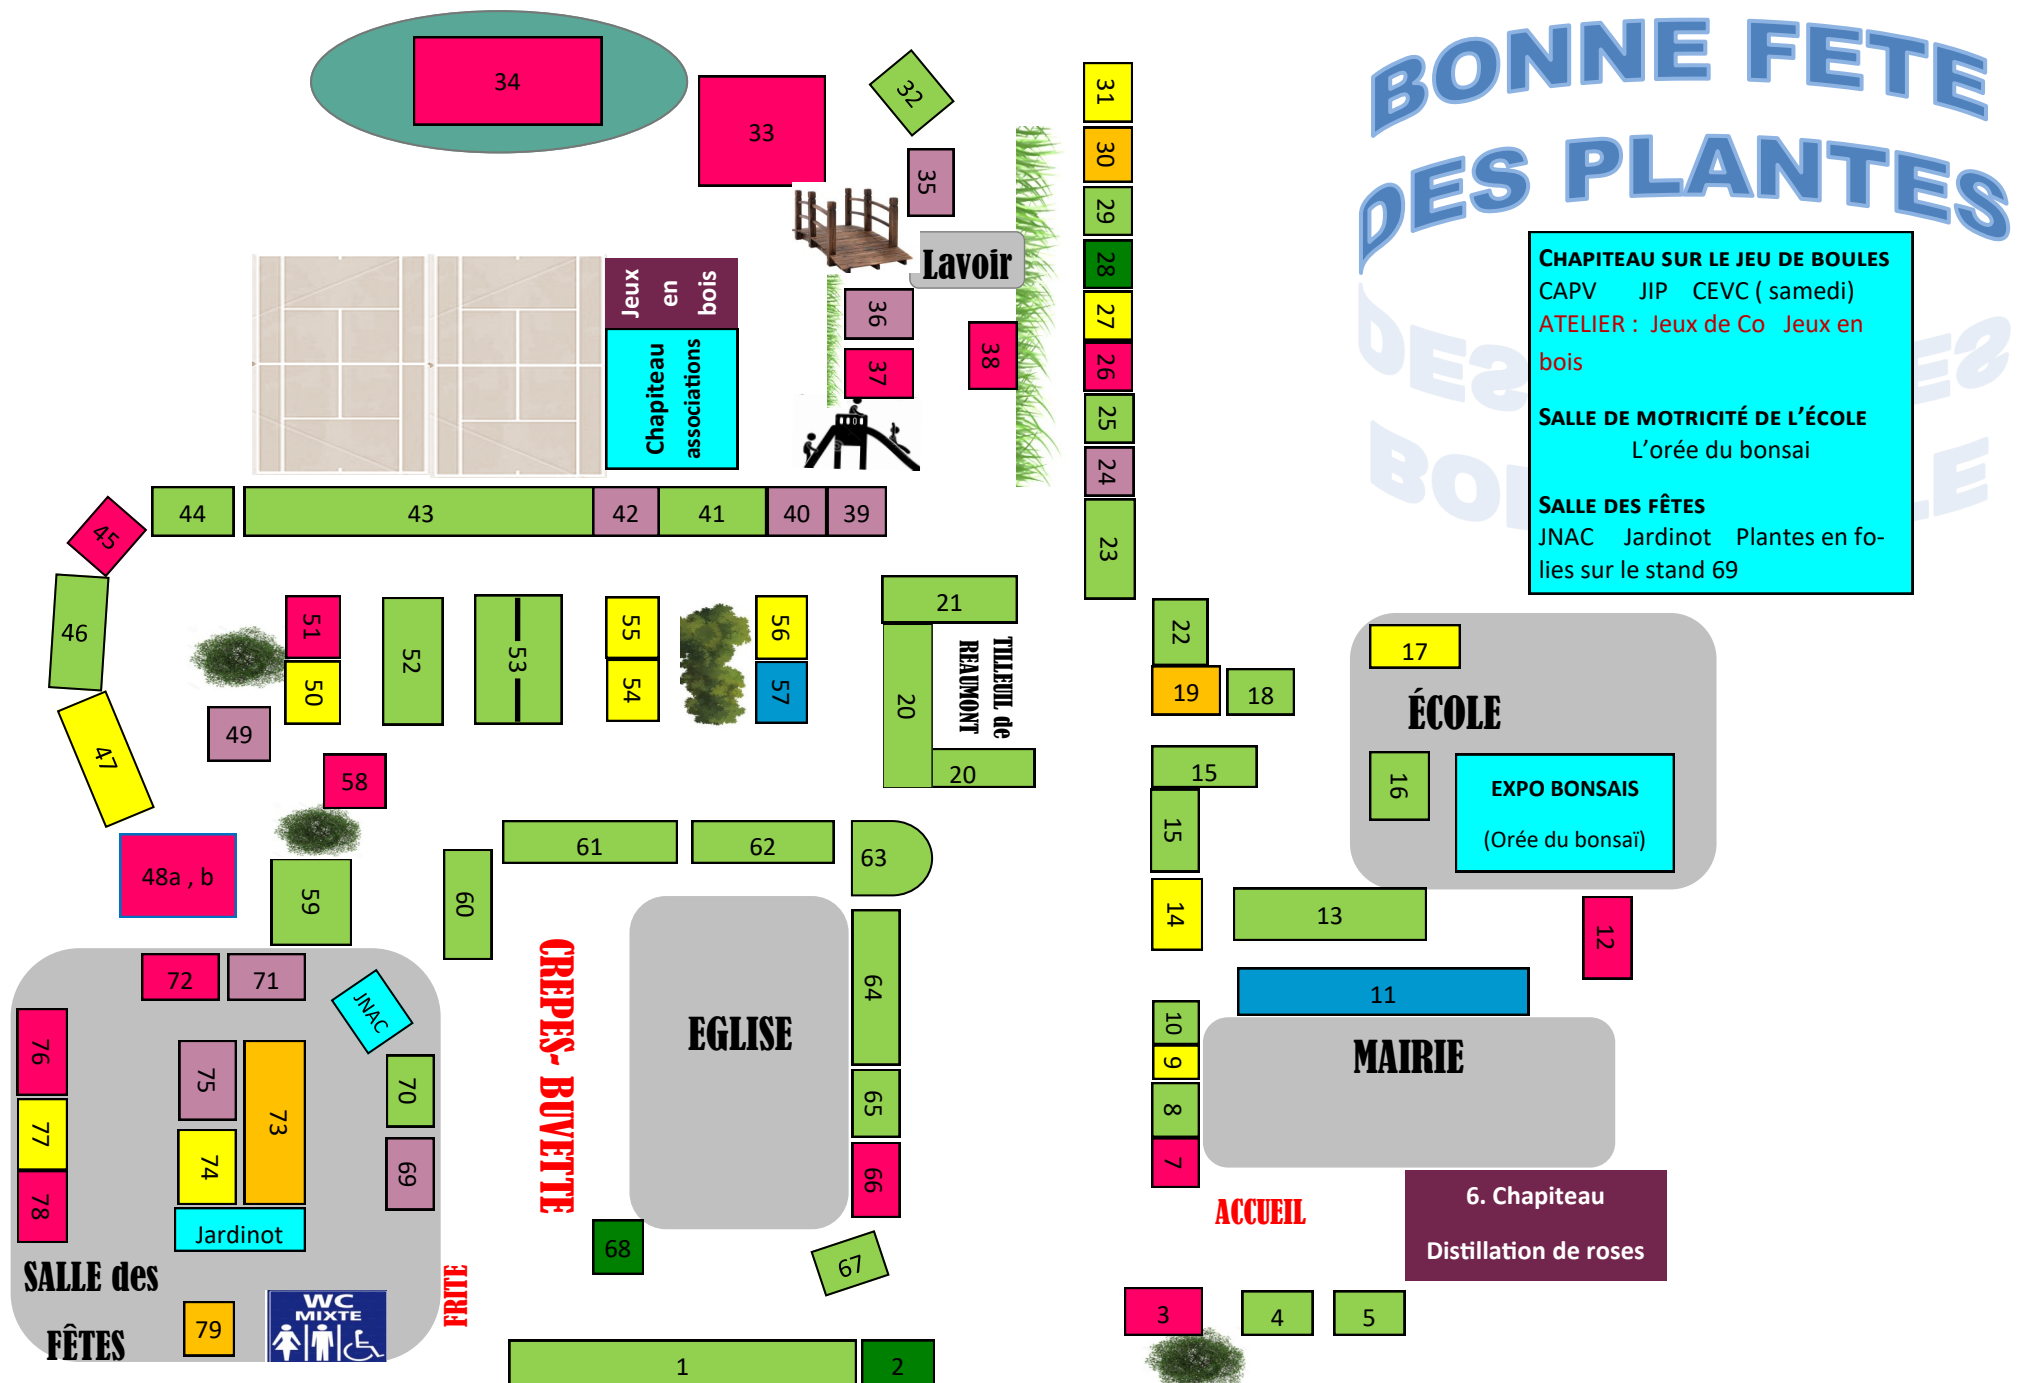 BONNE FETE
DES PLANTES
CHAPITEAU SUR LE JEU DE BOULES
CAPV JIP CEVC ( samedi)
ATELIER : Jeux de Co Jeux en
bois
SALLE DE MOTRICITÉ DE L'ÉCOLE
L'orée du bonsai
SALLE DES FÊTES
JNAC Jardinot Plantes en fo-
lies sur le stand 69
34
33
32
35
31
30
29
28
27
26
25
24
23
Lavoir
36
37
38
Jeux
en
bois
Chapiteau
associations
44
43
42
41
40
39
45
46
47
48a , b
49
51
50
52
53
55
54
56
57
21
20
20
TILLEUIL de
REAUMONT
22
19
18
17
ÉCOLE
16
EXPO BONSAIS
(Orée du bonsaï)
15
15
14
13
12
11
10
9
8
7
MAIRIE
ACCUEIL
6. Chapiteau
Distillation de roses
3
4
5
58
59
60
61
62
63
64
65
66
67
68
EGLISE
CREPES- BUVETTE
72
71
JNAC
76
77
78
75
74
73
70
69
Jardinot
SALLE des
FÊTES
79
WC
MIXTE
FRITE
1
2